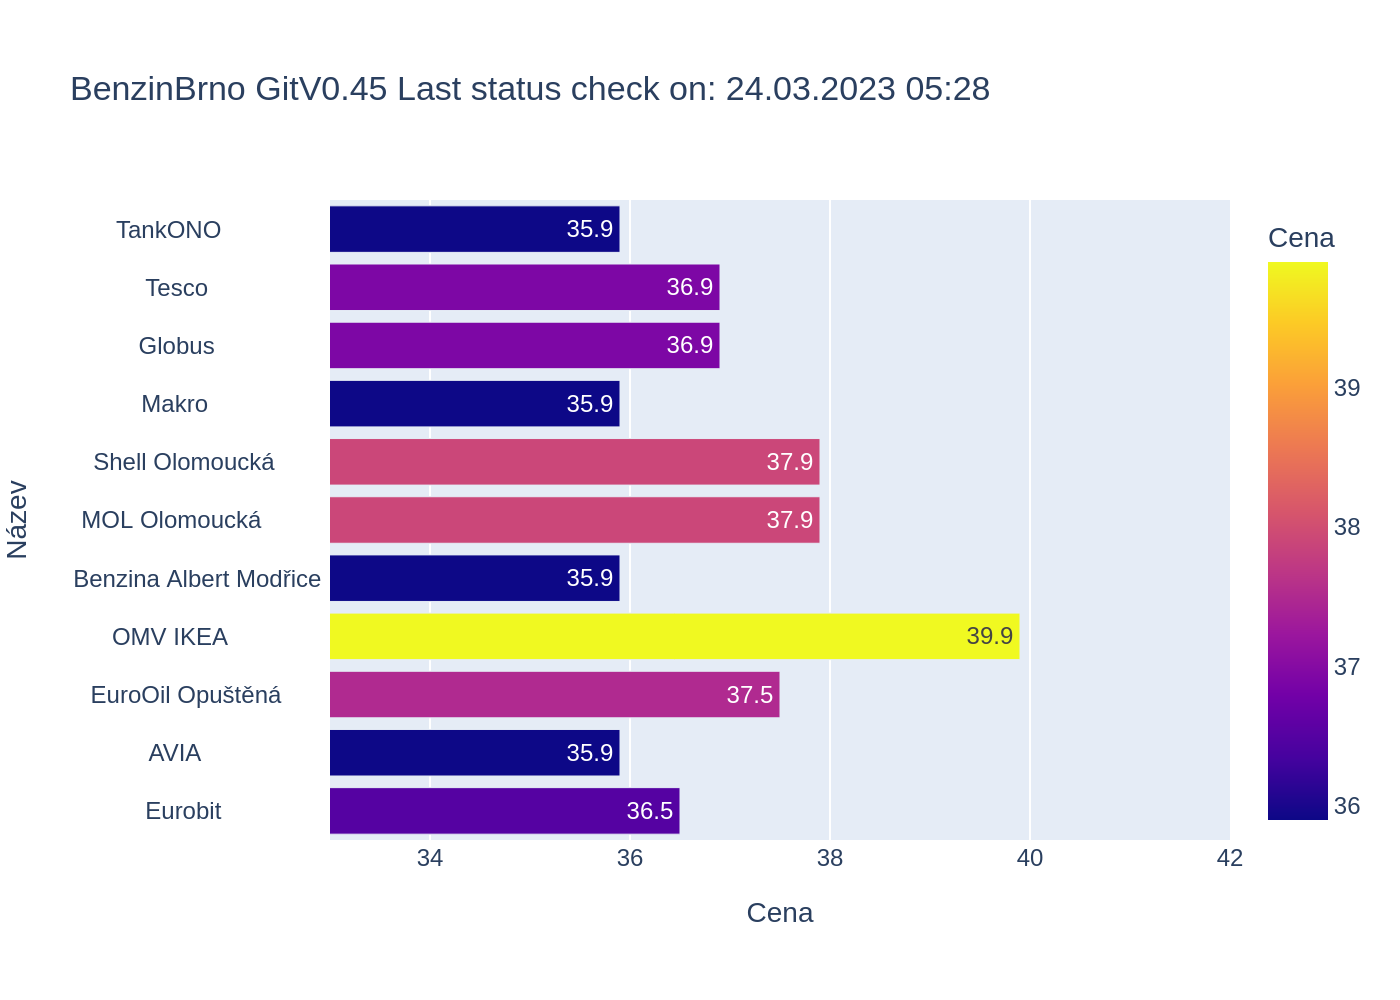 BenzinBrno GitV0.45 Last status check on: 24.03.2023 05:28
Cena
TankONO 35.9
Tesco 36.9
Globus 36.9
Makro 35.9
Shell Olomoucká 37.9
MOL Olomoucká 37.9
Benzina Albert Modřice 35.9
OMV IKEA 39.9
EuroOil Opuštěná 37.5
AVIA 35.9
Eurobit 36.5
Název
39
38
37
36
34 36 38 40 42
Cena